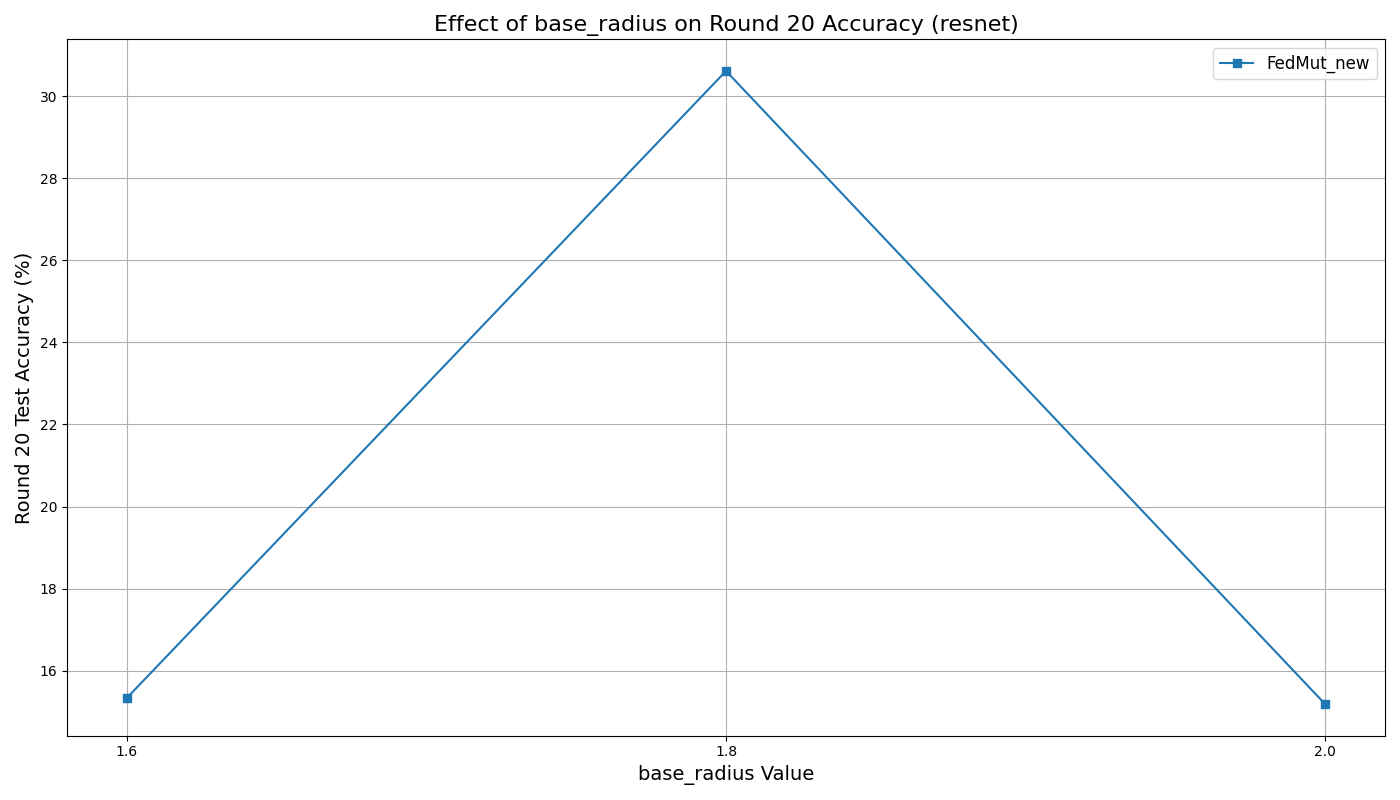 Effect of base_radius on Round 20 Accuracy (resnet)
FedMut_new
Round 20 Test Accuracy (%)
30
28
26
24
22
20
18
16
1.6
1.8
2.0
base_radius Value